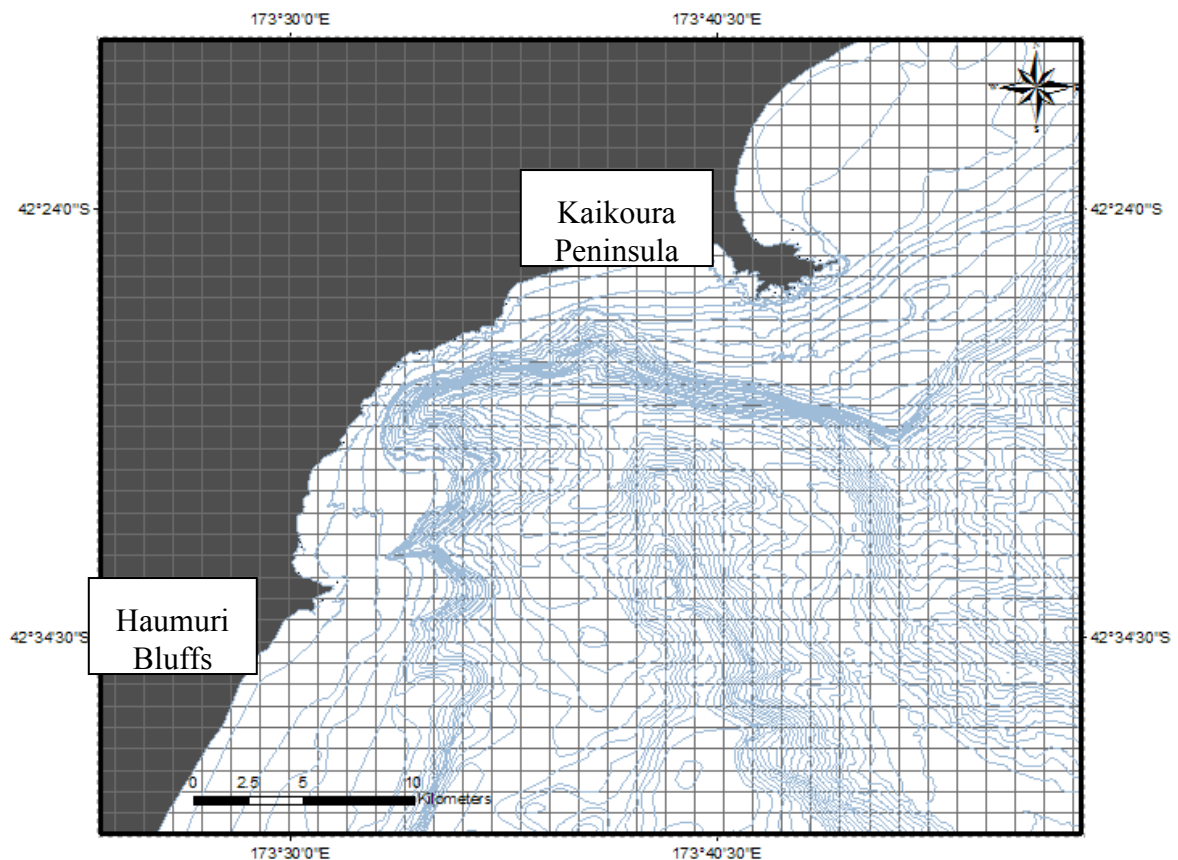 173°30'0"E 173°40'30"E
N
W
S
Kaikoura
Peninsula
42°24'0"S 42°24'0"S
Haumuri
Bluffs
42°34'30"S 42°34'30"S
0 2.5 5 10
Kilometers
173°30'0"E 173°40'30"E